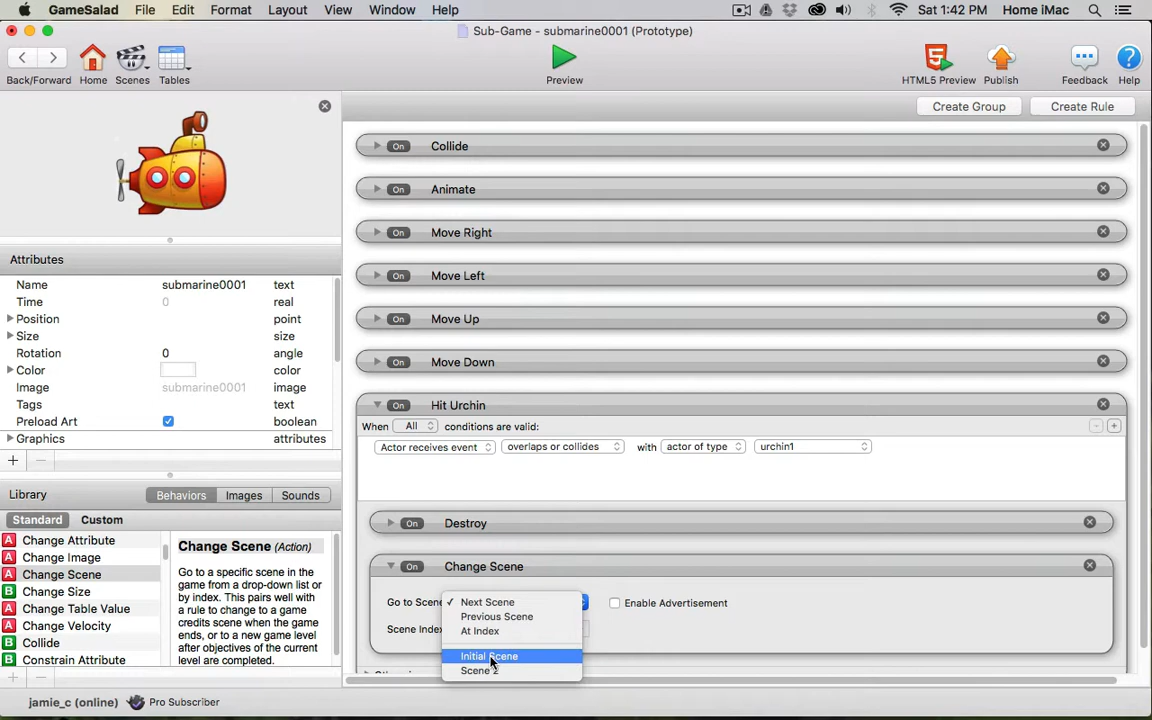 GameSalad File Edit Format Layout View Window Help Sat 1:42 PM Home iMac
Sub-Game - submarine0001 (Prototype)
Back/Forward Home Scenes Tables Preview HTML5 Preview Publish Feedback Help
Create Group Create Rule
On Collide
On Animate
On Move Right
On Move Left
On Move Up
On Move Down
On Hit Urchin
When All conditions are valid:
Actor receives event overlaps or collides with actor of type urchin1
On Destroy
On Change Scene
Go to Scene
Next Scene
Enable Advertisement
Previous Scene
Scene Index
At Index
Initial Scene
Scene 2
Attributes
Name submarine0001 text
Time 0 real
Position point
Size size
Rotation 0 angle
Color color
Image submarine0001 image
Tags text
Preload Art boolean
Graphics attributes
Library Behaviors Images Sounds
Standard Custom
A Change Attribute
A Change Image
A Change Scene
B Change Size
A Change Table Value
A Change Velocity
B Collide
B Constrain Attribute
Change Scene (Action)
Go to a specific scene in the
game from a drop-down list or
by index. This pairs well with
a rule to change to a game
credits scene when the game
ends, or to a new game level
after objectives of the current
level are completed.
jamie_c (online) Pro Subscriber